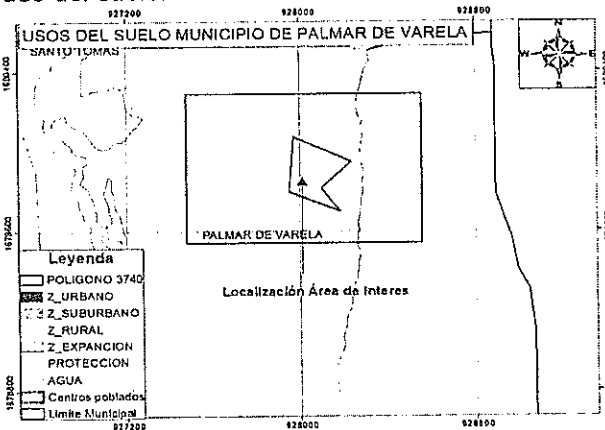 927200 928000 928800
USOS DEL SUELO MUNICIPIO DE PALMAR DE VARELA
SANTO TOMAS
N
W E
S
1680400
1679600
PALMAR DE VARELA
Localización Área de Interes
Leyenda
POLIGONO 3740
Z_URBANO
Z_SUBURBANO
Z_RURAL
Z_EXPANCION
PROTECCION
AGUA
Centros poblados
Limite Municipal
1678800
927200 928000 928800